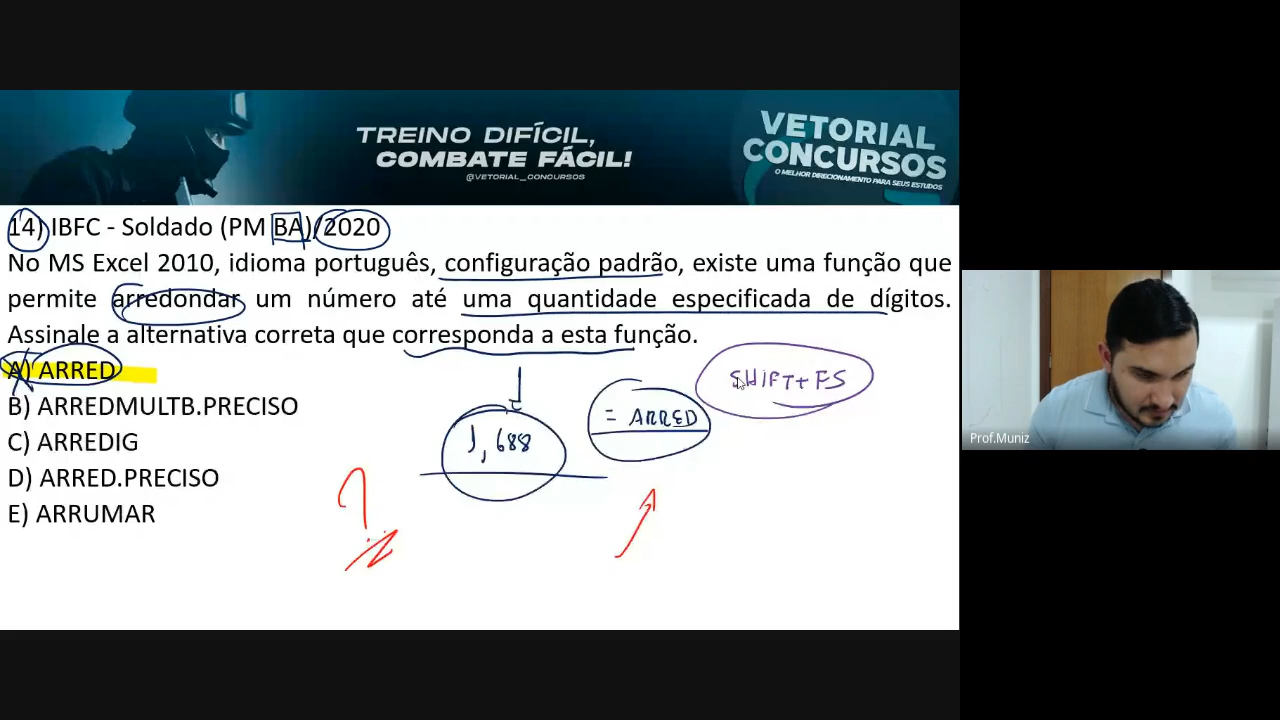 TREINO DIFÍCIL,
COMBATE FÁCIL!
@VETORIAL_CONCURSOS
VETORIAL
CONCURSOS
O MELHOR DIRECIONAMENTO PARA SEUS ESTUDOS
14) IBFC - Soldado (PM BA)/2020
No MS Excel 2010, idioma português, configuração padrão, existe uma função que
permite arredondar um número até uma quantidade especificada de dígitos.
Assinale a alternativa correta que corresponda a esta função.
A) ARRED
B) ARREDMULTB.PRECISO
C) ARREDIG
D) ARRED.PRECISO
E) ARRUMAR
SHIFT+F5
= ARRED
1,688
Prof.Muniz